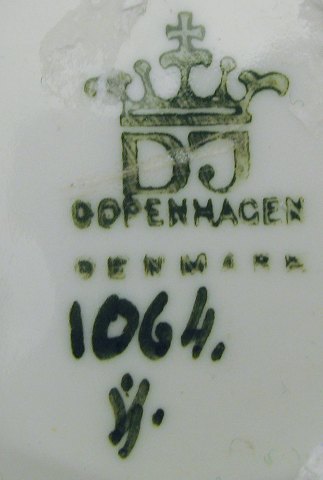 DJ
COPENHAGEN
DENMARK
1064.
ÿ.